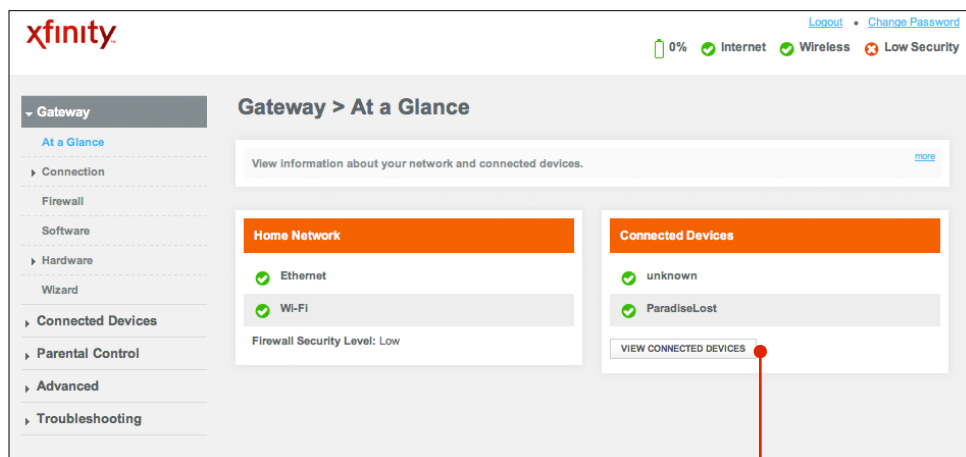 xfinity
Logout • Change Password
0% Internet Wireless Low Security
Gateway
At a Glance
Connection
Firewall
Software
Hardware
Wizard
Connected Devices
Parental Control
Advanced
Troubleshooting
Gateway > At a Glance
View information about your network and connected devices.
more
Home Network
Ethernet
Wi-Fi
Firewall Security Level: Low
Connected Devices
unknown
ParadiseLost
VIEW CONNECTED DEVICES